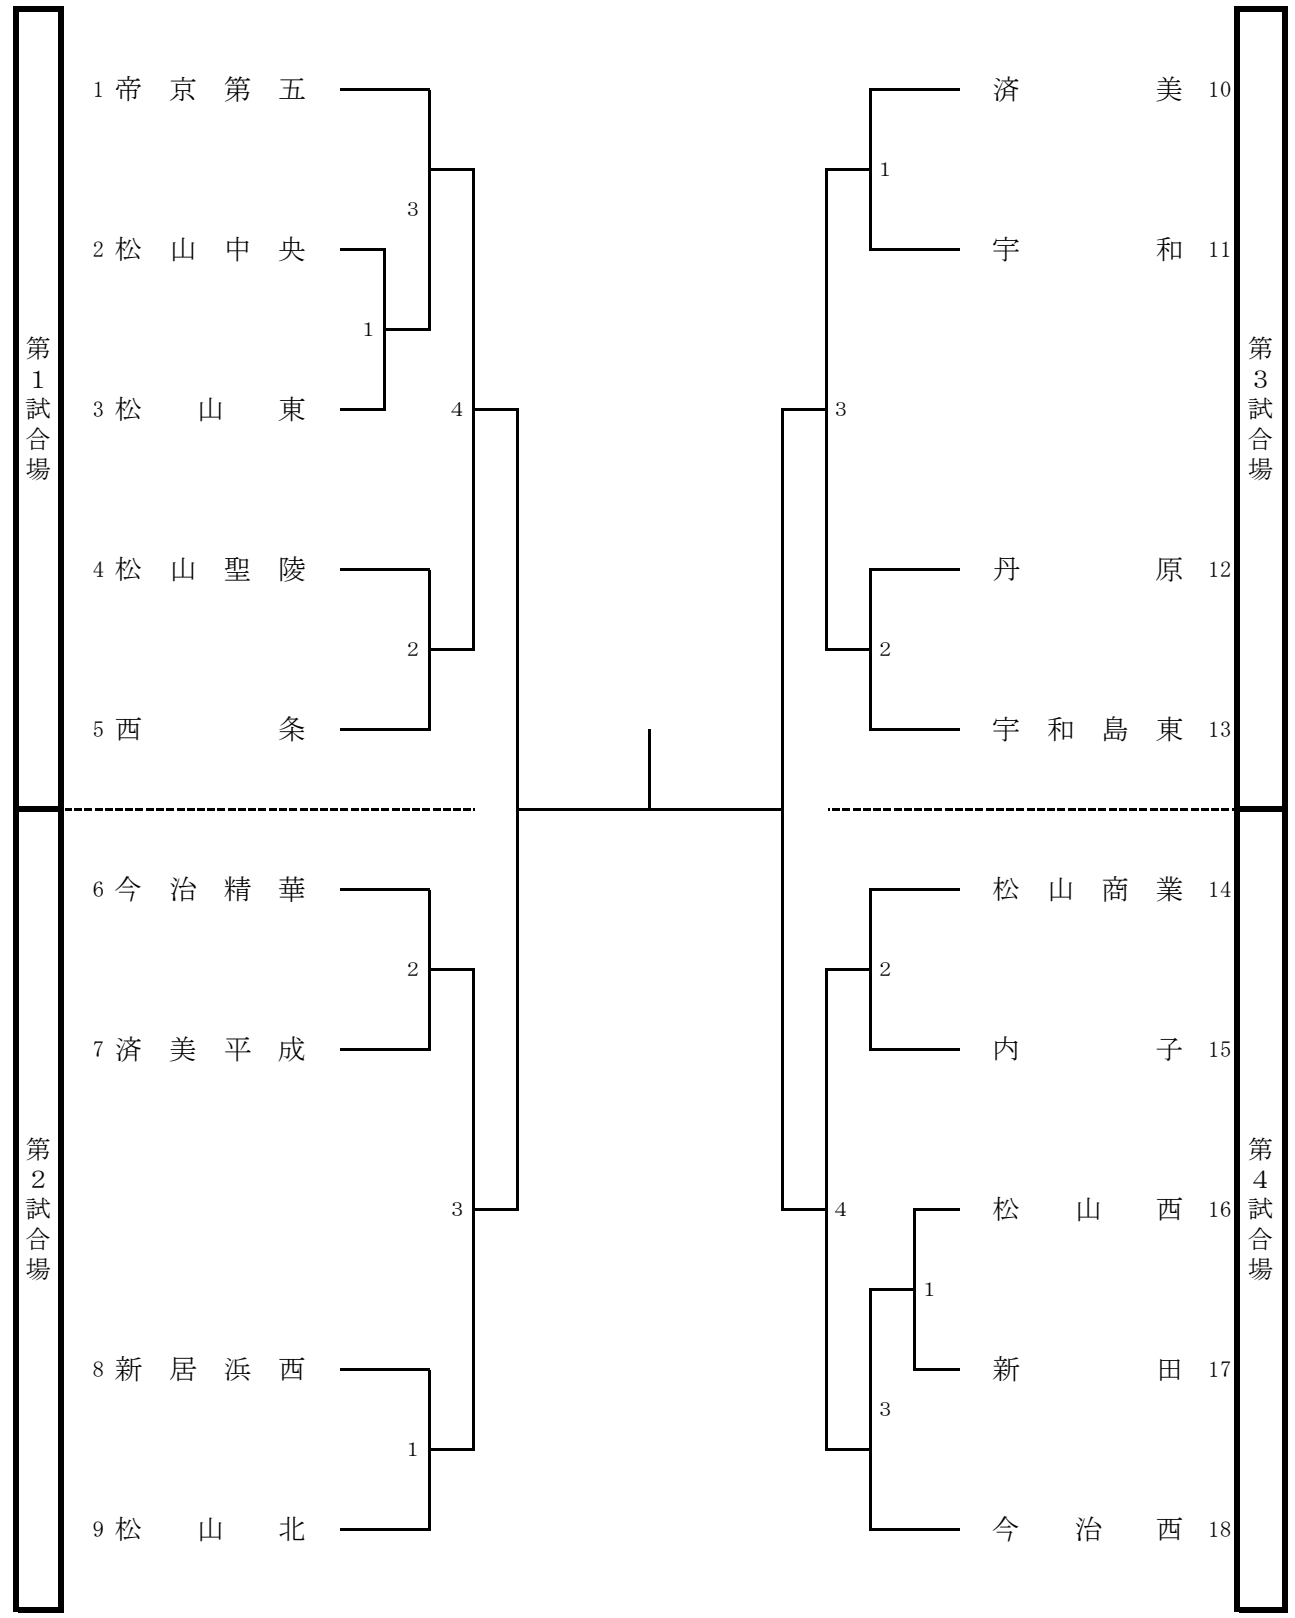 第1試合場
1 帝京第五
2 松山中央
3 松山東
4 松山聖陵
5 西条
3
1
4
2
第2試合場
6 今治精華
7 済美平成
8 新居浜西
9 松山北
2
3
1
第3試合場
済美 10
宇和 11
丹原 12
宇和島東 13
1
3
2
第4試合場
松山商業 14
内子 15
松山西 16
新田 17
今治西 18
2
4
1
3